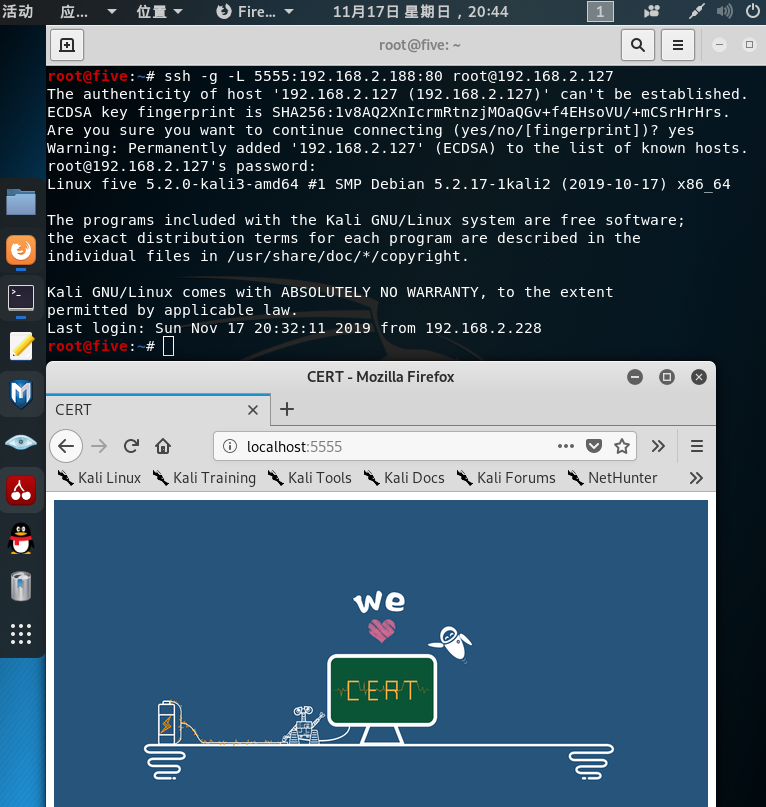 活动 应... 位置 Fire... 11月17日 星期日，20:44 1
root@five: ~
root@five:~# ssh -g -L 5555:192.168.2.188:80 root@192.168.2.127
The authenticity of host '192.168.2.127 (192.168.2.127)' can't be established.
ECDSA key fingerprint is SHA256:1v8AQ2XnIcrmRtnzjMOaQGv+f4EHsoVU/+mCSrHrHrs.
Are you sure you want to continue connecting (yes/no/[fingerprint])? yes
Warning: Permanently added '192.168.2.127' (ECDSA) to the list of known hosts.
root@192.168.2.127's password:
Linux five 5.2.0-kali3-amd64 #1 SMP Debian 5.2.17-1kali2 (2019-10-17) x86_64
The programs included with the Kali GNU/Linux system are free software;
the exact distribution terms for each program are described in the
individual files in /usr/share/doc/*/copyright.
Kali GNU/Linux comes with ABSOLUTELY NO WARRANTY, to the extent
permitted by applicable law.
Last login: Sun Nov 17 20:32:11 2019 from 192.168.2.228
root@five:~#
CERT - Mozilla Firefox
CERT
localhost:5555
Kali Linux Kali Training Kali Tools Kali Docs Kali Forums NetHunter
we
CERT